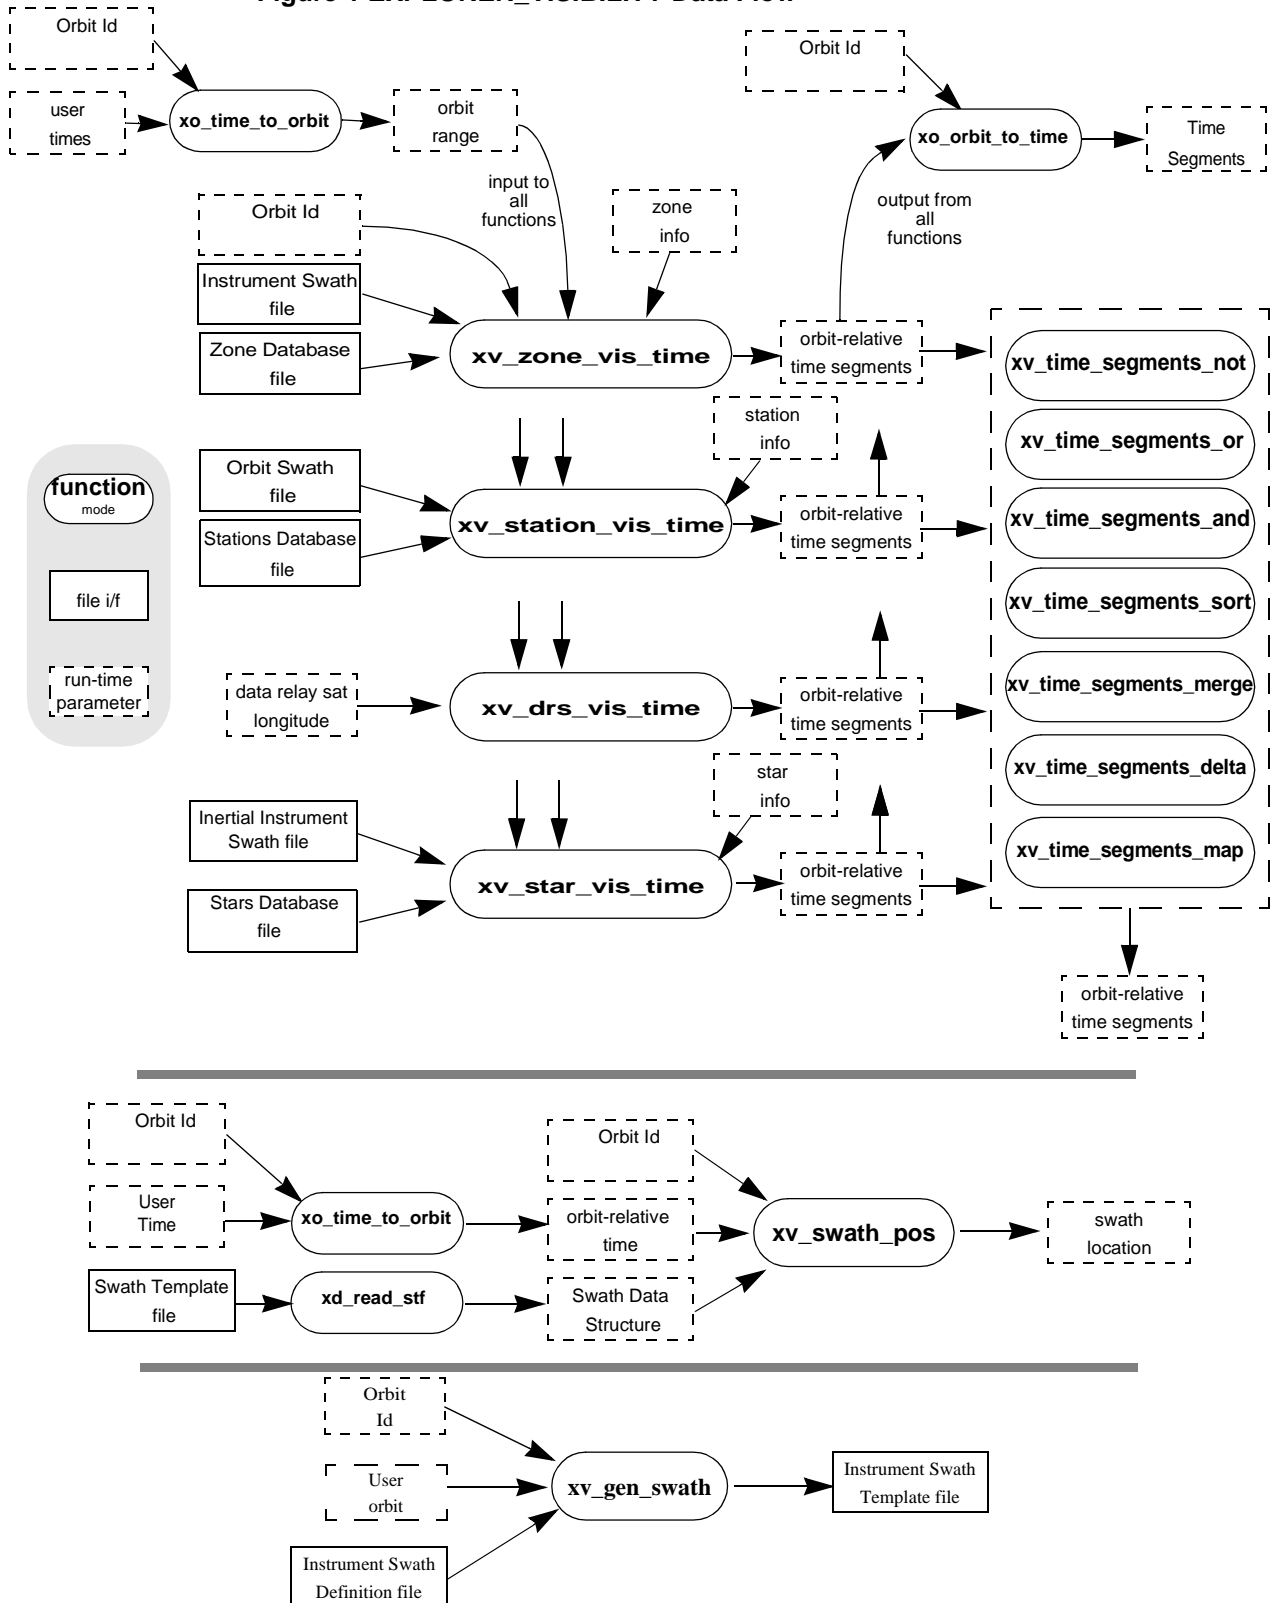 Orbit Id
Orbit Id
user
times
xo_time_to_orbit
orbit
range
xo_orbit_to_time
Time
Segments
input to
all
functions
output from
all
functions
Orbit Id
zone
info
Instrument Swath
file
Zone Database
file
xv_zone_vis_time
orbit-relative
time segments
xv_time_segments_not
xv_time_segments_or
xv_time_segments_and
xv_time_segments_sort
xv_time_segments_merge
xv_time_segments_delta
xv_time_segments_map
station
info
Orbit Swath
file
Stations Database
file
xv_station_vis_time
orbit-relative
time segments
function
mode
file i/f
run-time
parameter
data relay sat
longitude
xv_drs_vis_time
orbit-relative
time segments
star
info
Inertial Instrument
Swath file
Stars Database
file
xv_star_vis_time
orbit-relative
time segments
orbit-relative
time segments
Orbit Id
User
Time
xo_time_to_orbit
Orbit Id
orbit-relative
time
xv_swath_pos
swath
location
Swath Template
file
xd_read_stf
Swath Data
Structure
Orbit
Id
User
orbit
xv_gen_swath
Instrument Swath
Template file
Instrument Swath
Definition file